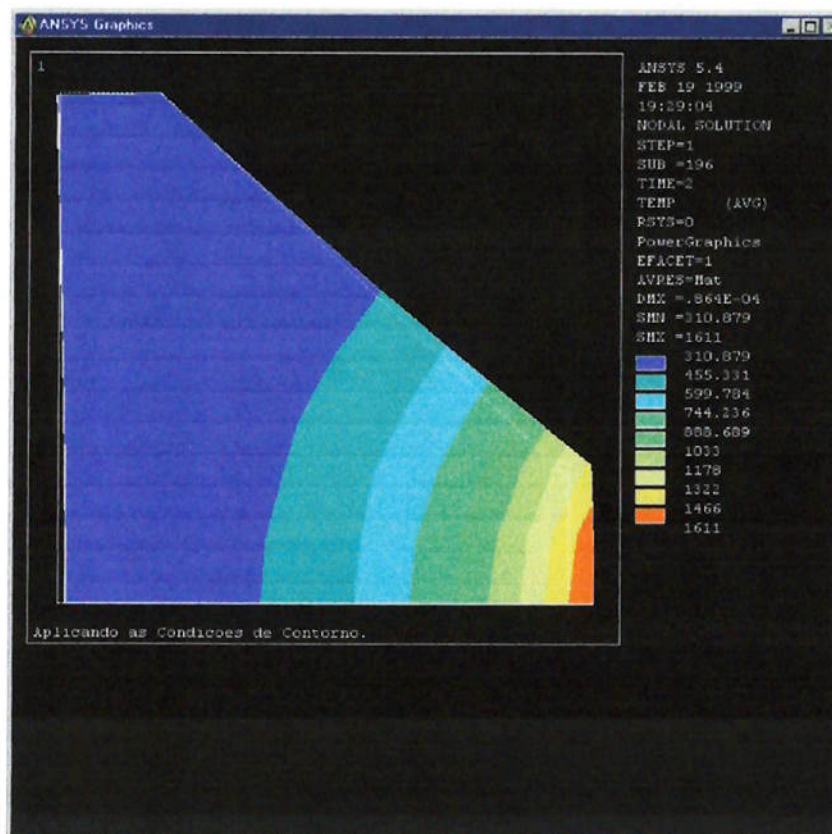 ANSYS Graphics
1
ANSYS 5.4
FEB 19 1999
19:29:04
NODAL SOLUTION
STEP=1
SUB =196
TIME=2
TEMP (AVG)
RSYS=0
PowerGraphics
EFACET=1
AVRES=Mat
DMX =.864E-04
SMN =310.879
SMX =1611
310.879
455.331
599.784
744.236
888.689
1033
1178
1322
1466
1611
Aplicando as Condicoes de Contorno.